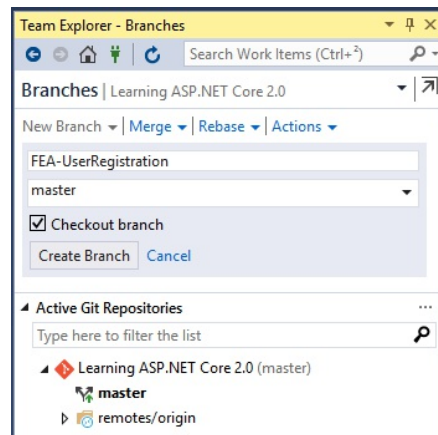 Team Explorer - Branches
Search Work Items (Ctrl+²)
Branches | Learning ASP.NET Core 2.0
New Branch | Merge | Rebase | Actions
FEA-UserRegistration
master
Checkout branch
Create Branch Cancel
Active Git Repositories ...
Type here to filter the list
Learning ASP.NET Core 2.0 (master)
master
remotes/origin